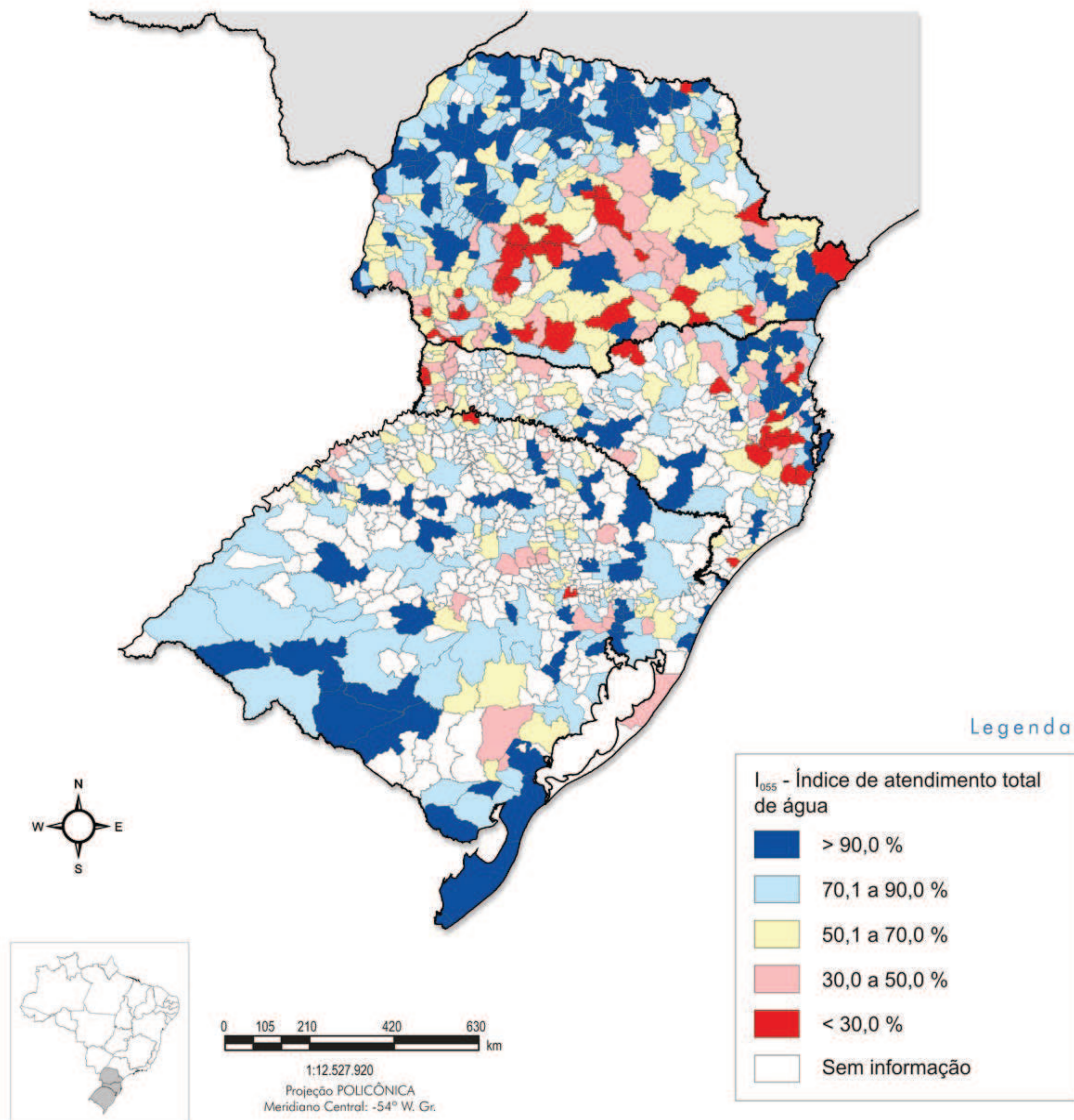 Legenda
I055 - Índice de atendimento total
de água
> 90,0 %
70,1 a 90,0 %
50,1 a 70,0 %
30,0 a 50,0 %
< 30,0 %
Sem informação
N
W E
S
0 105 210 420 630
km
1:12.527.920
Projeção POLICÔNICA
Meridiano Central: -54º W. Gr.